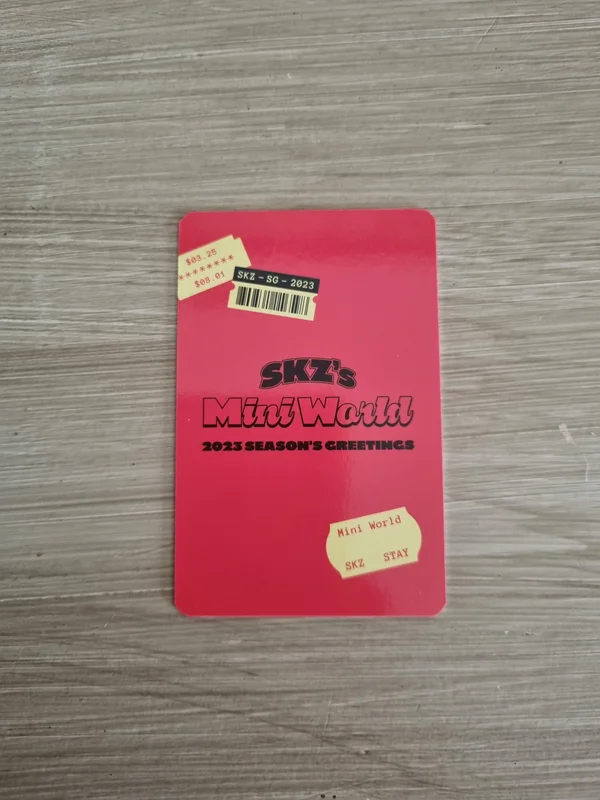 $03.25
********
$08.01
SKZ - SG - 2023
SKZ's
Mini World
2023 SEASON'S GREETINGS
Mini World
SKZ STAY